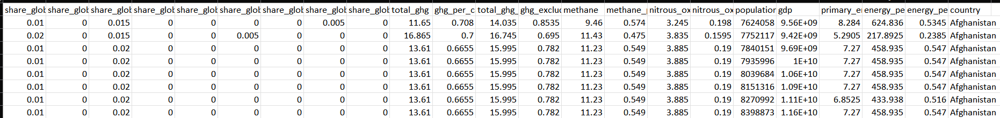 share_glob share_glob share_glob share_glob share_glob share_glob share_glob share_glob share_glob total_ghg ghg_per_c total_ghg_ ghg_exclud methane methane_p nitrous_ox nitrous_ox population gdp primary_en energy_pe energy_pe country
0.01 0 0.015 0 0 0 0 0.005 0 11.65 0.708 14.035 0.8535 9.46 0.574 3.245 0.198 7624058 9.56E+09 8.284 624.836 0.5345 Afghanistan
0.02 0 0.015 0 0 0.005 0 0 0 16.865 0.7 16.745 0.695 11.43 0.475 3.835 0.1595 7752117 9.42E+09 5.2905 217.8925 0.2385 Afghanistan
0.01 0 0.02 0 0 0 0 0 0 13.61 0.6655 15.995 0.782 11.23 0.549 3.885 0.19 7840151 9.69E+09 7.27 458.935 0.547 Afghanistan
0.01 0 0.02 0 0 0 0 0 0 13.61 0.6655 15.995 0.782 11.23 0.549 3.885 0.19 7935996 1E+10 7.27 458.935 0.547 Afghanistan
0.01 0 0.02 0 0 0 0 0 0 13.61 0.6655 15.995 0.782 11.23 0.549 3.885 0.19 8039684 1.06E+10 7.27 458.935 0.547 Afghanistan
0.01 0 0.02 0 0 0 0 0 0 13.61 0.6655 15.995 0.782 11.23 0.549 3.885 0.19 8151316 1.09E+10 7.27 458.935 0.547 Afghanistan
0.01 0 0.02 0 0 0 0 0 0 13.61 0.6655 15.995 0.782 11.23 0.549 3.885 0.19 8270992 1.11E+10 6.8525 433.938 0.516 Afghanistan
0.01 0 0.02 0 0 0 0 0 0 13.61 0.6655 15.995 0.782 11.23 0.549 3.885 0.19 8398873 1.16E+10 7.27 458.935 0.547 Afghanistan